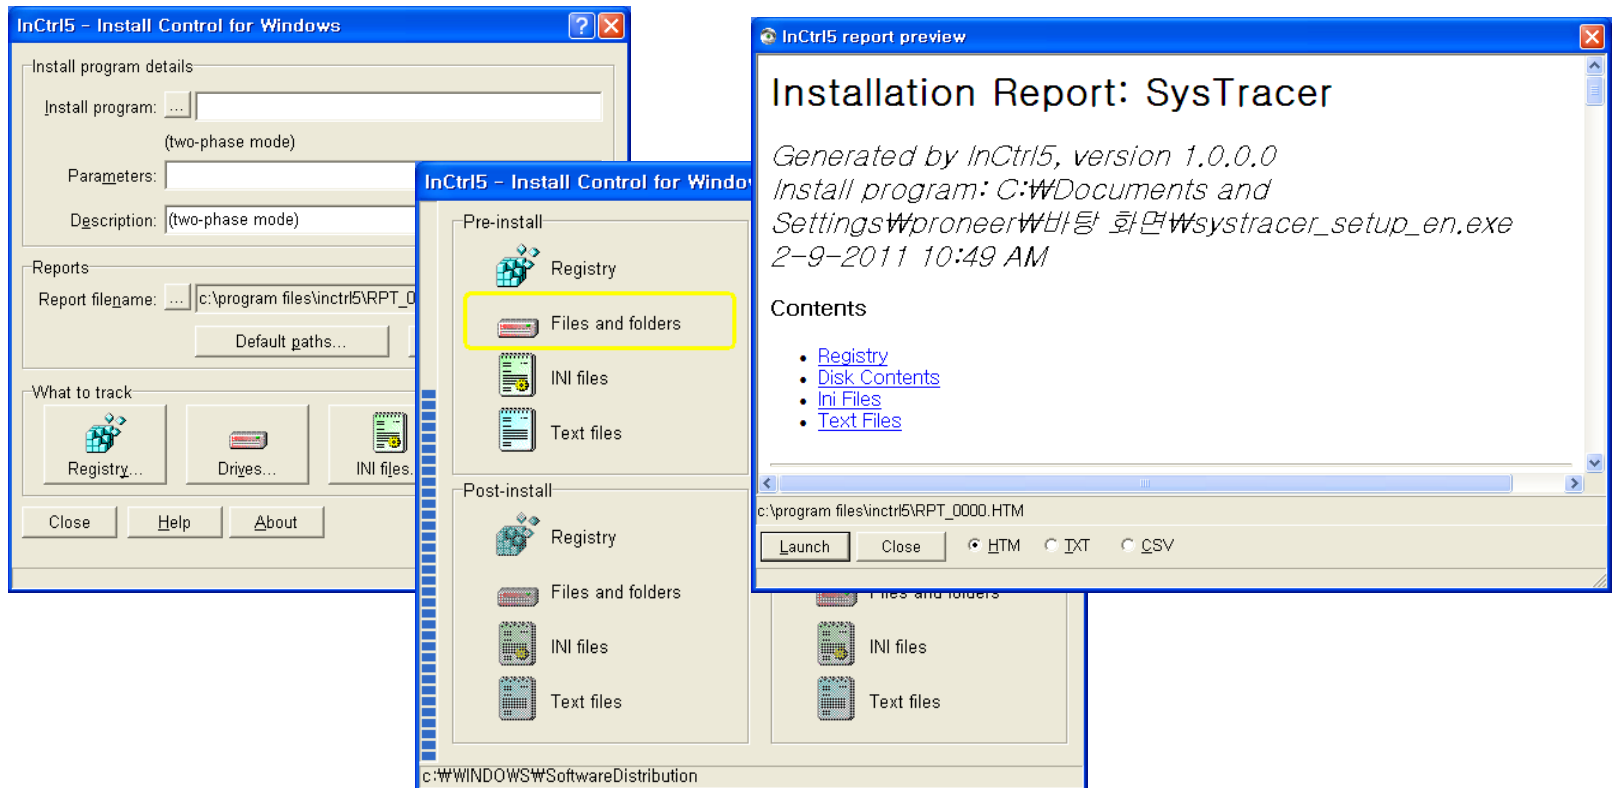 InCtrl5 - Install Control for Windows
Install program details
Install program: ...
(two-phase mode)
Parameters:
Description: (two-phase mode)
Reports
Report filename: ... c:\program files\inctrl5\RPT_0
Default paths...
What to track
Registry...
Drives...
INI files.
Close
Help
About
InCtrl5 - Install Control for Windo
Pre-install
Registry
Files and folders
INI files
Text files
Post-install
Registry
Files and folders
INI files
Text files
Files and folders
INI files
Text files
c:₩WINDOWS₩SoftwareDistribution
InCtrl5 report preview
Installation Report: SysTracer
Generated by InCtrl5, version 1.0.0.0
Install program: C:₩Documents and
Settings₩proneer₩바탕 화면₩systracer_setup_en.exe
2-9-2011 10:49 AM
Contents
Registry
Disk Contents
Ini Files
Text Files
c:\program files\inctrl5\RPT_0000.HTM
Launch
Close
HTM
TXT
CSV